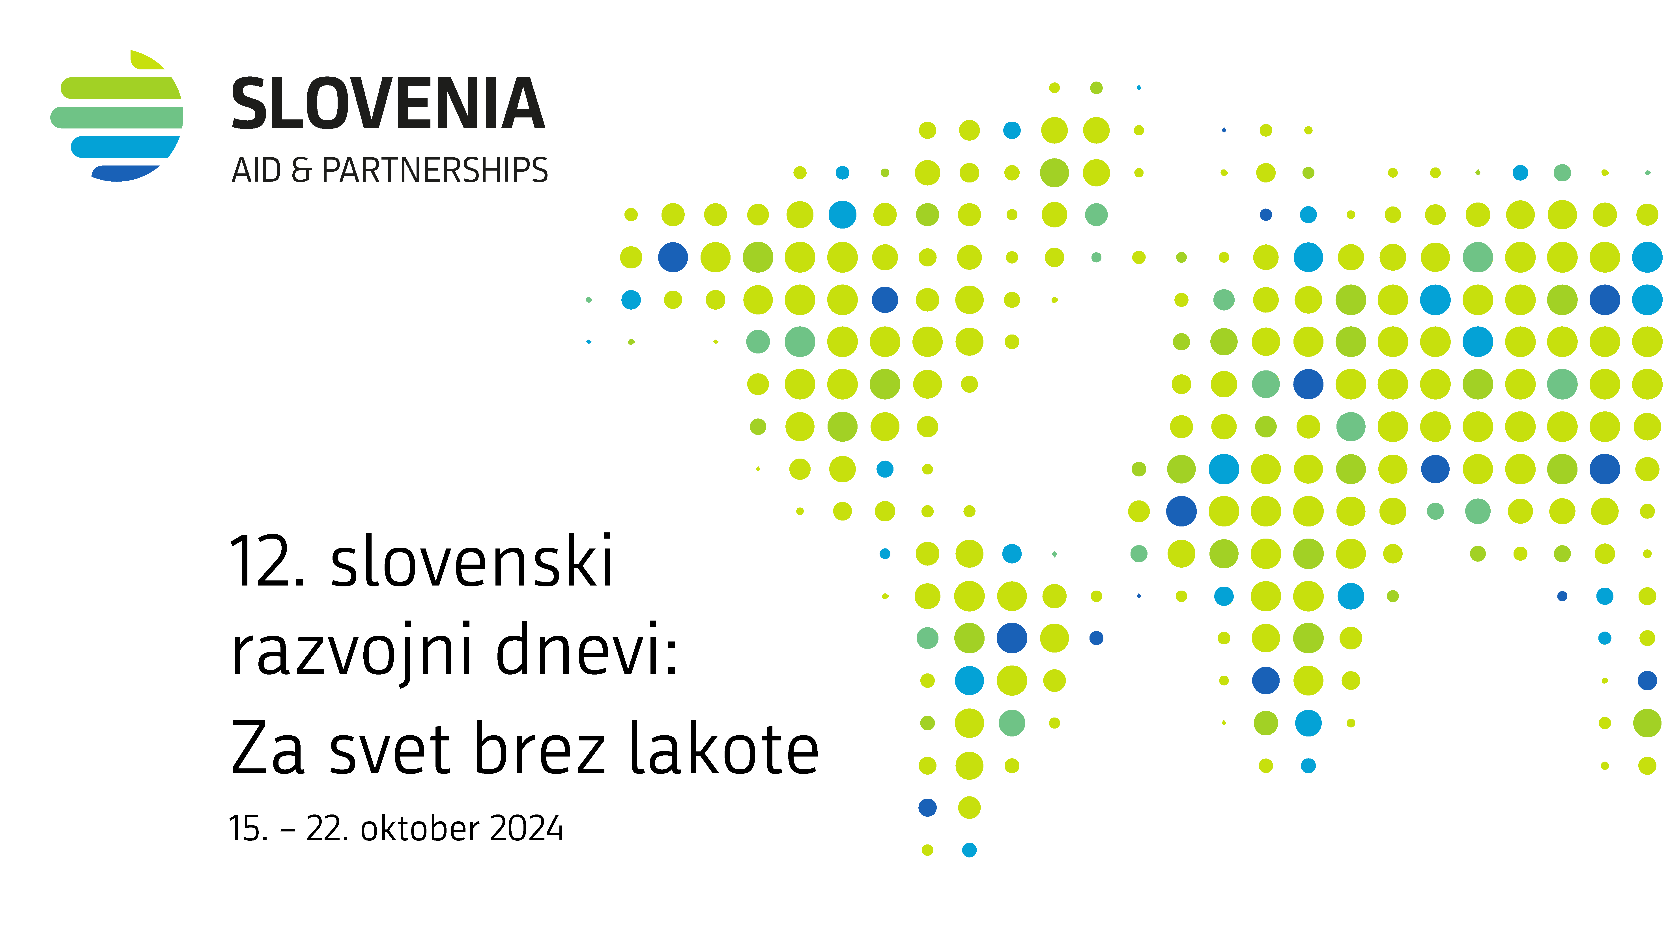 SLOVENIA
AID & PARTNERSHIPS
12. slovenski
razvojni dnevi:
Za svet brez lakote
15. – 22. oktober 2024